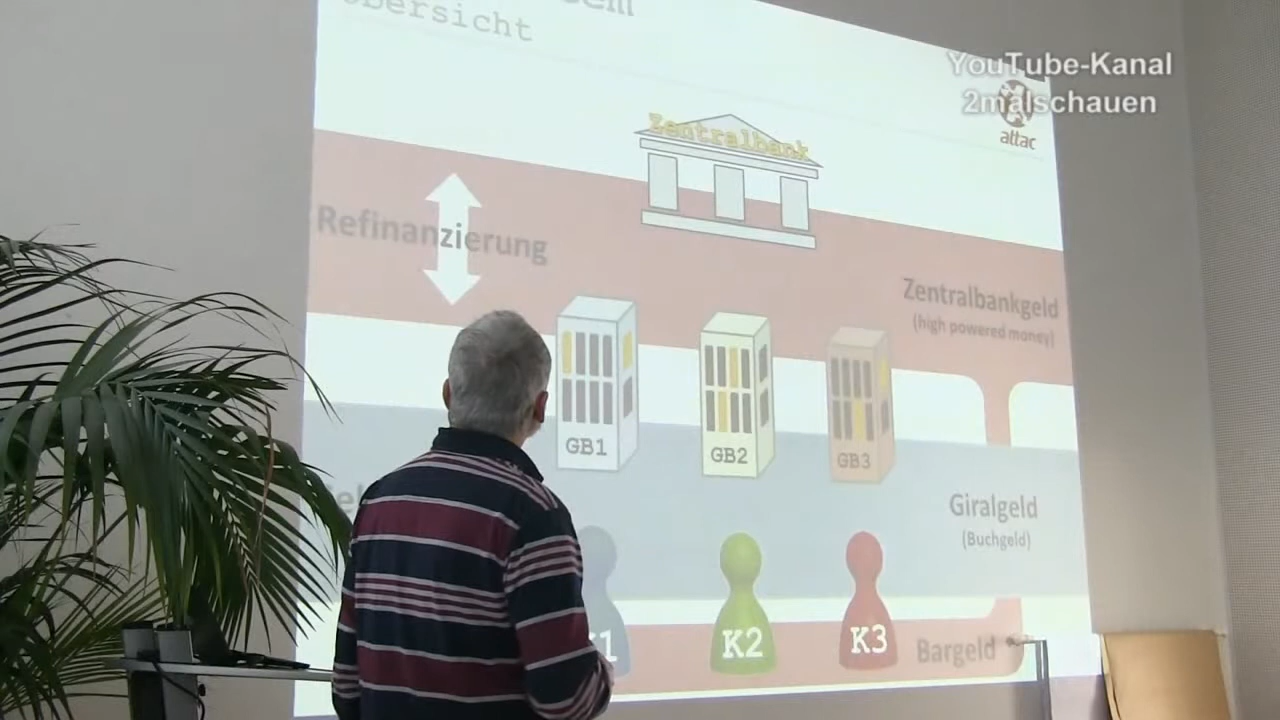 Übersicht
YouTube-Kanal
2malschauen
attac
Zentralbank
Refinanzierung
Zentralbankgeld
(high powered money)
GB1
GB2
GB3
Giralgeld
(Buchgeld)
K2
K3
Bargeld